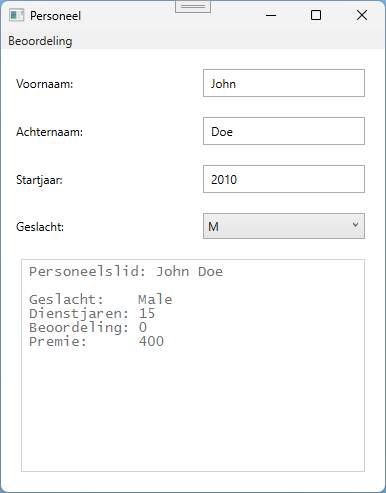 Personeel
Beoordeling
Voornaam: John
Achternaam: Doe
Startjaar: 2010
Geslacht: M
Personeelslid: John Doe
Geslacht: Male
Dienstjaren: 15
Beoordeling: 0
Premie: 400